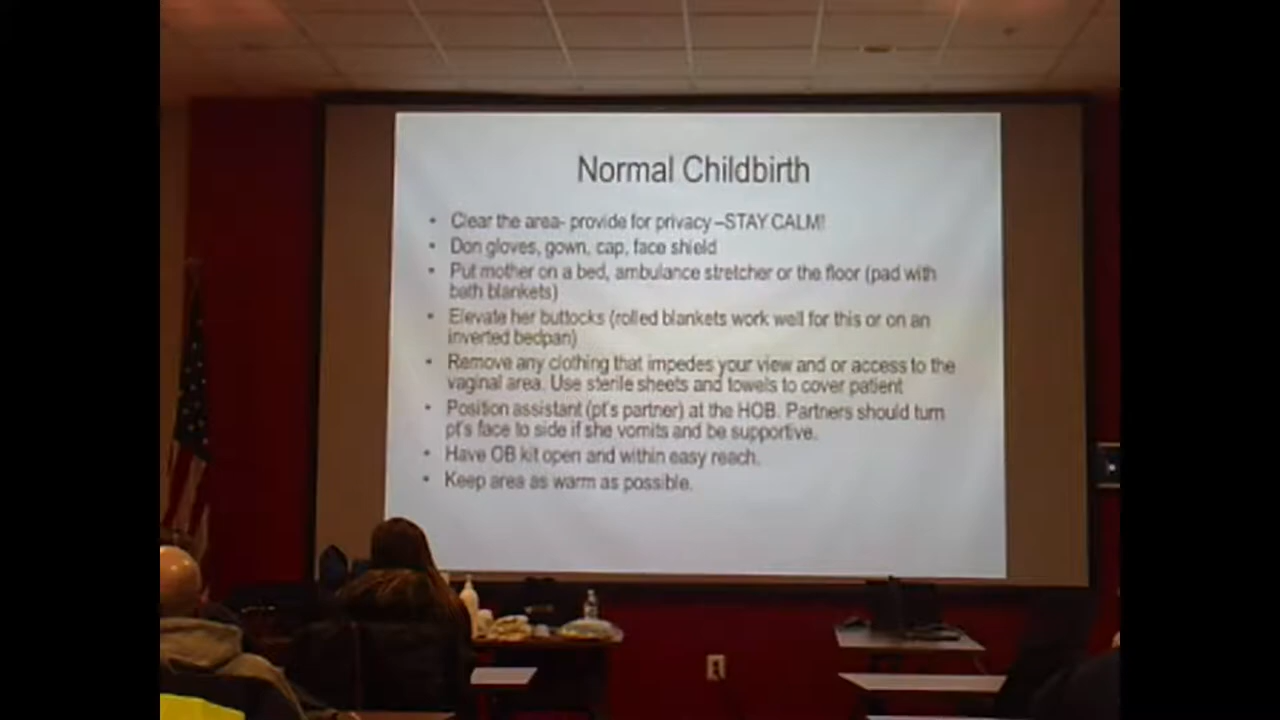 Normal Childbirth
• Clear the area- provide for privacy –STAY CALM!
• Don gloves, gown, cap, face shield
• Put mother on a bed, ambulance stretcher or the floor (pad with
bath blankets)
• Elevate her buttocks (rolled blankets work well for this or on an
inverted bedpan)
• Remove any clothing that impedes your view and or access to the
vaginal area. Use sterile sheets and towels to cover patient
• Position assistant (pt's partner) at the HOB. Partners should turn
pt's face to side if she vomits and be supportive.
• Have OB kit open and within easy reach.
• Keep area as warm as possible.